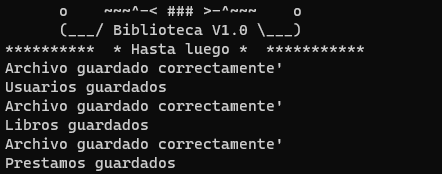 o    ~~~^-< ### >-^~~~    o
(___/ Biblioteca V1.0 \___)
**********  * Hasta luego *  ***********
Archivo guardado correctamente'
Usuarios guardados
Archivo guardado correctamente'
Libros guardados
Archivo guardado correctamente'
Prestamos guardados